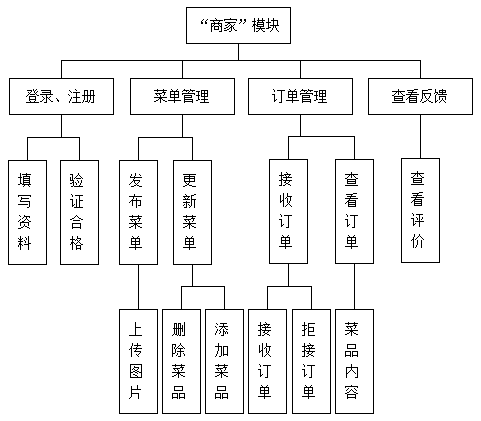 “商家”模块
登录、注册
菜单管理
订单管理
查看反馈
填写资料
验证合格
发布菜单
更新菜单
接收订单
查看订单
查看评价
上传图片
删除菜品
添加菜品
接收订单
拒接订单
菜品内容